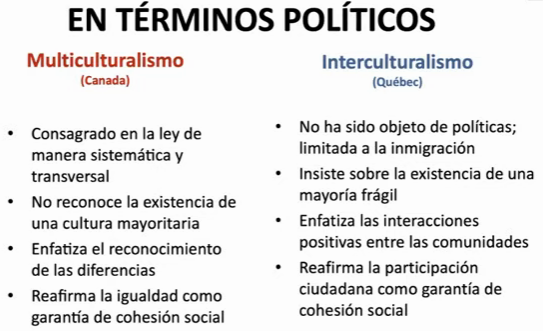 EN TÉRMINOS POLÍTICOS
Multiculturalismo
(Canada)
• Consagrado en la ley de
manera sistemática y
transversal
• No reconoce la existencia de
una cultura mayoritaria
• Enfatiza el reconocimiento
de las diferencias
• Reafirma la igualdad como
garantía de cohesión social
Interculturalismo
(Québec)
• No ha sido objeto de políticas;
limitada a la inmigración
• Insiste sobre la existencia de una
mayoría frágil
• Enfatiza las interacciones
positivas entre las comunidades
• Reafirma la participación
ciudadana como garantía de
cohesión social